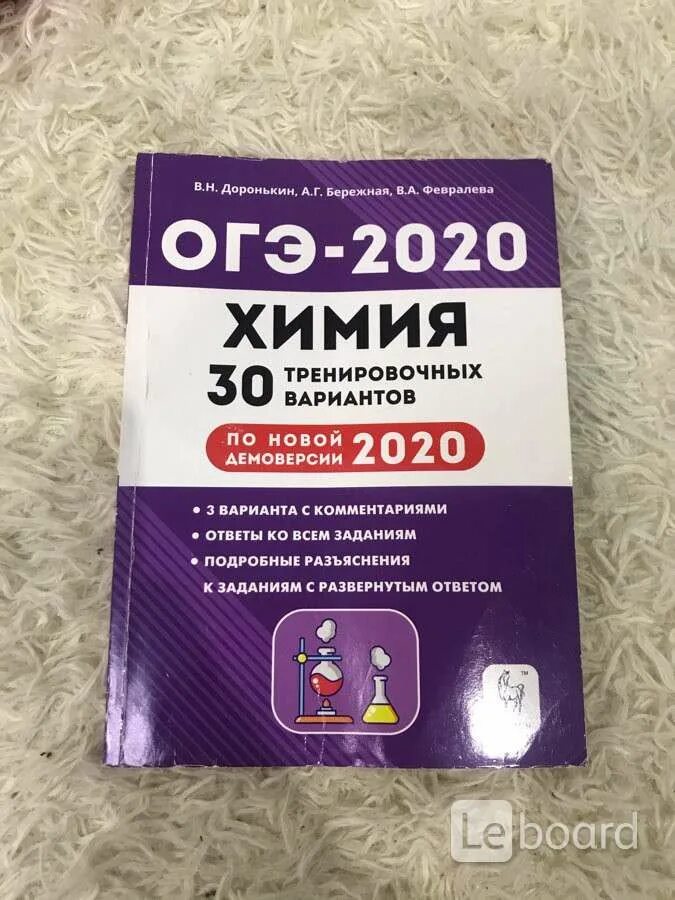 В.Н. Доронькин, А.Г. Бережная, В.А. Февралева
ОГЭ-2020
ХИМИЯ
30 ТРЕНИРОВОЧНЫХ
ВАРИАНТОВ
ПО НОВОЙ
ДЕМОВЕРСИИ 2020
• 3 ВАРИАНТА С КОММЕНТАРИЯМИ
• ОТВЕТЫ КО ВСЕМ ЗАДАНИЯМ
• ПОДРОБНЫЕ РАЗЪЯСНЕНИЯ
К ЗАДАНИЯМ С РАЗВЕРНУТЫМ ОТВЕТОМ
TM
Leboard